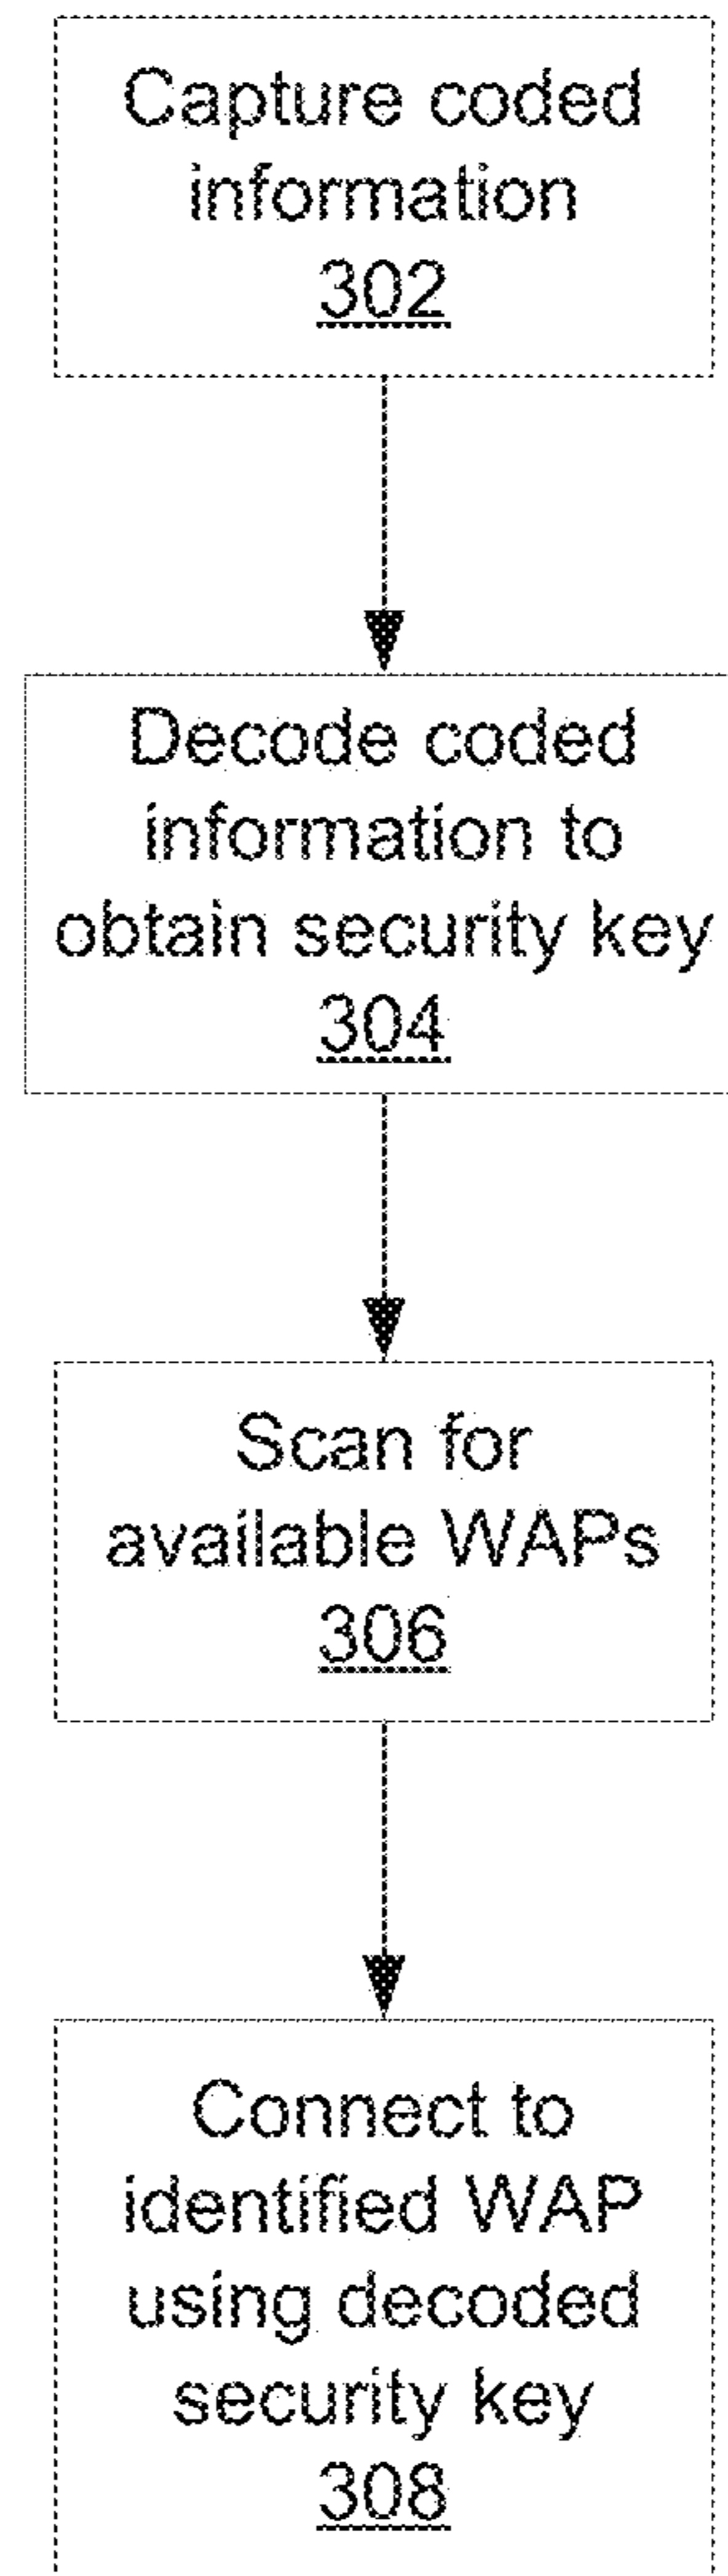 Capture coded
information
302
Decode coded
information to
obtain security key
304
Scan for
available WAPs
306
Connect to
identified WAP
using decoded
security key
308